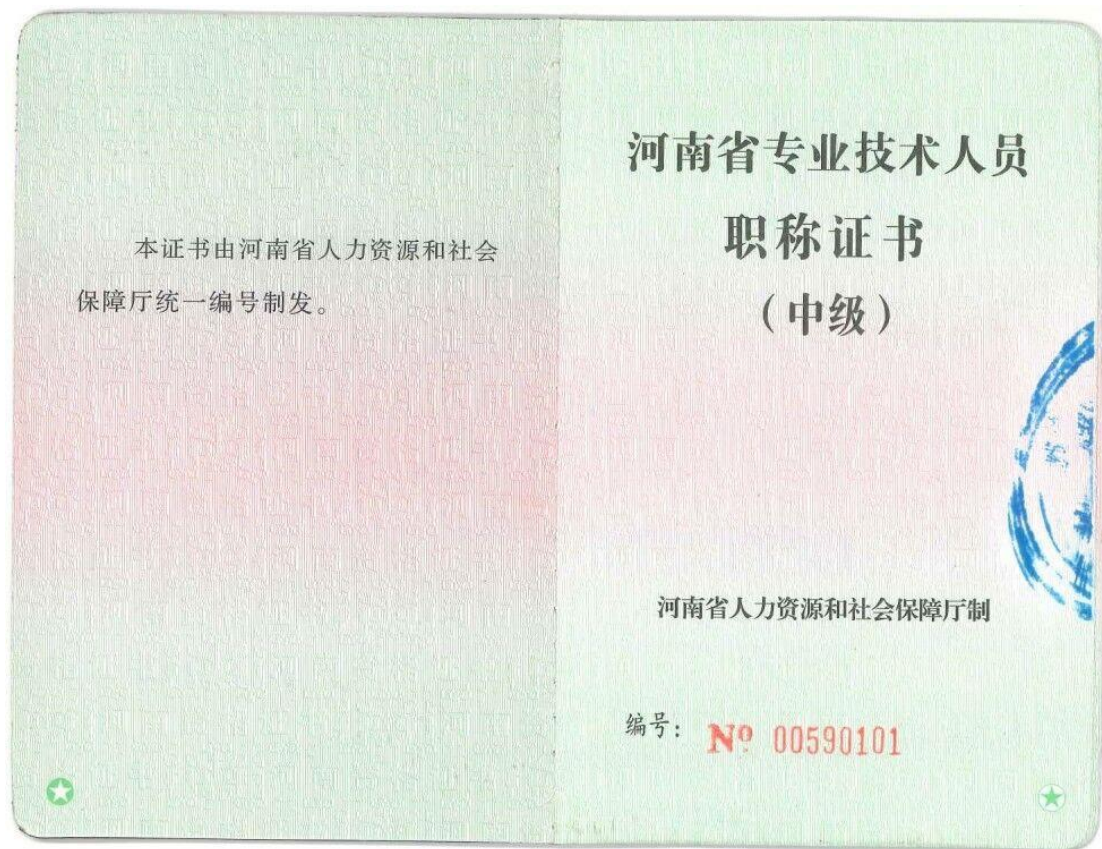 本证书由河南省人力资源和社会
保障厅统一编号制发。
河南省专业技术人员
职称证书
（中级）
河南省人力资源和社会保障厅制
编号： Nº 00590101